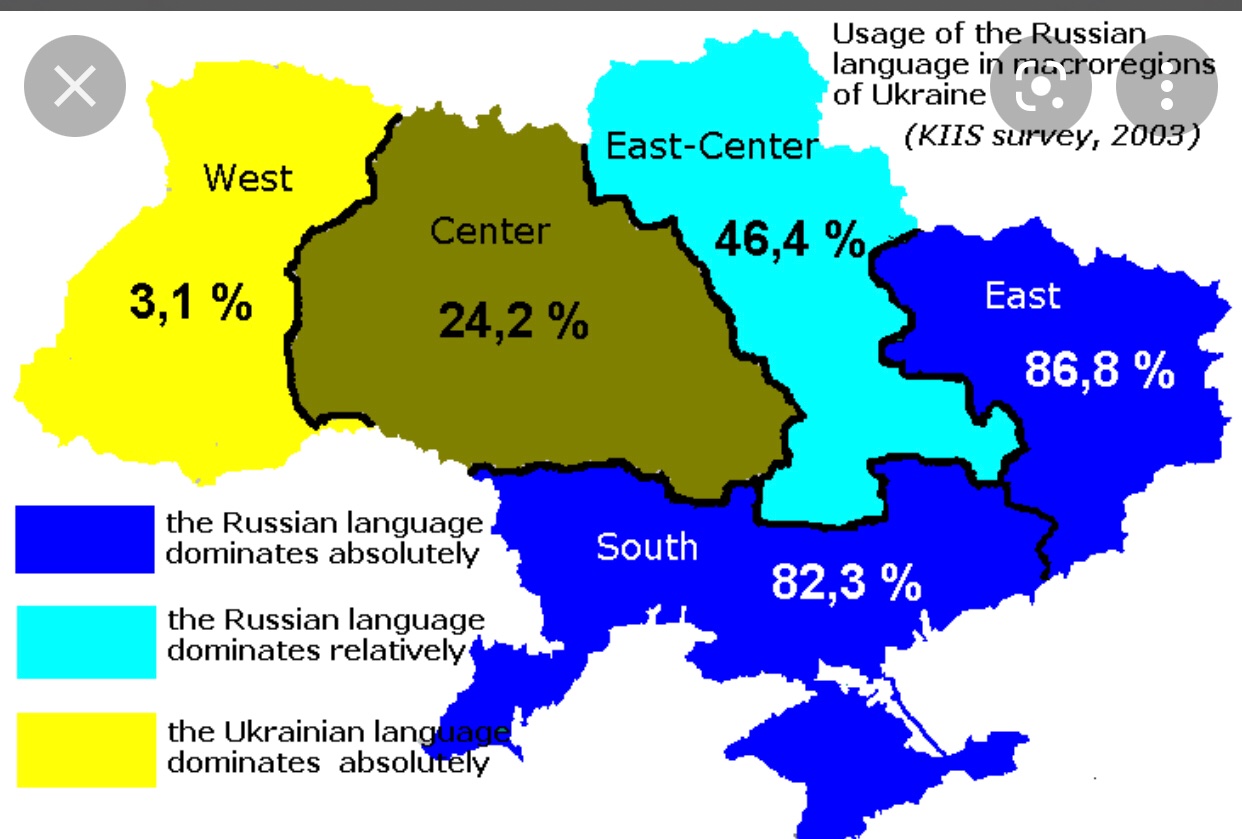 Usage of the Russian
language in macroregions
of Ukraine
(KIIS survey, 2003)
East-Center
West
46,4 %
Center
East
3,1 %
24,2 %
86,8 %
the Russian language
dominates absolutely
South
82,3 %
the Russian language
dominates relatively
the Ukrainian language
dominates absolutely